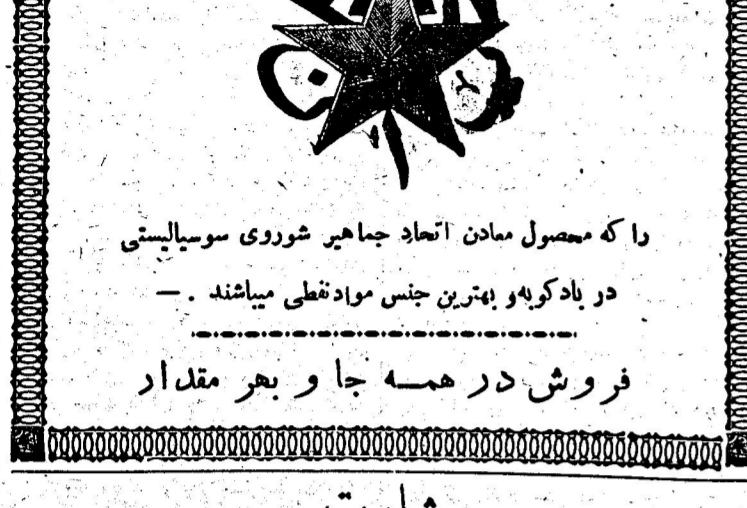 را که محصول معادن اتحاد جماهیر شوروی سوسیالیستی
در بادکوبه‌و بهترین جنس مواد نفطی میباشند . —
فروش در همه جا و بهر مقدار